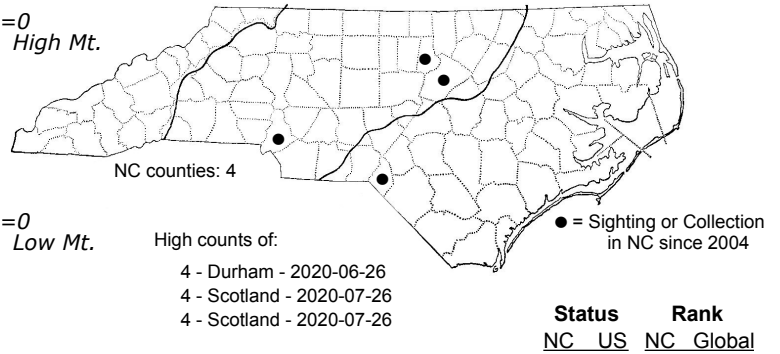 =0
High Mt.
NC counties: 4
=0
Low Mt.
High counts of:
4 - Durham - 2020-06-26
4 - Scotland - 2020-07-26
4 - Scotland - 2020-07-26
● = Sighting or Collection
in NC since 2004
Status Rank
NC US NC Global